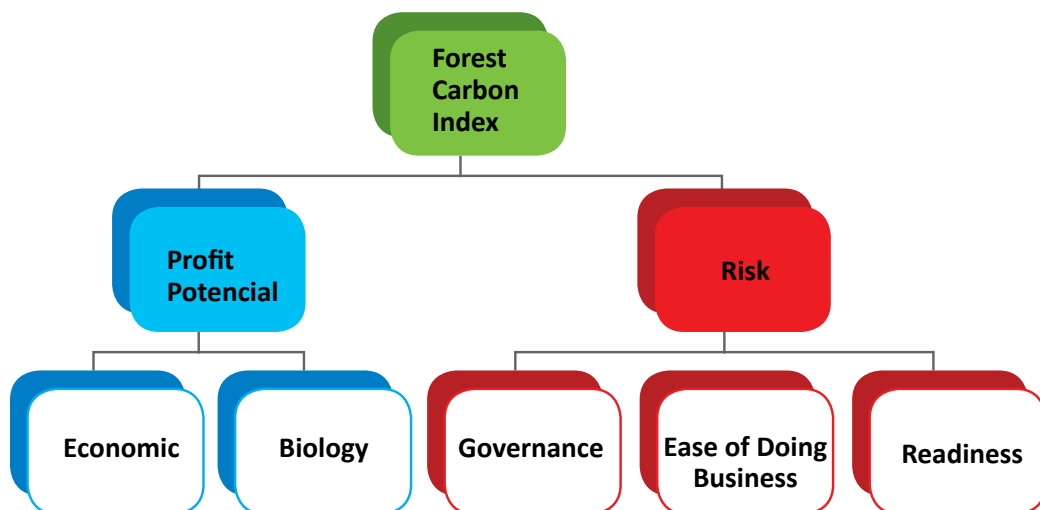 Forest
Carbon
Index
Profit
Potencial
Risk
Economic
Biology
Governance
Ease of Doing
Business
Readiness